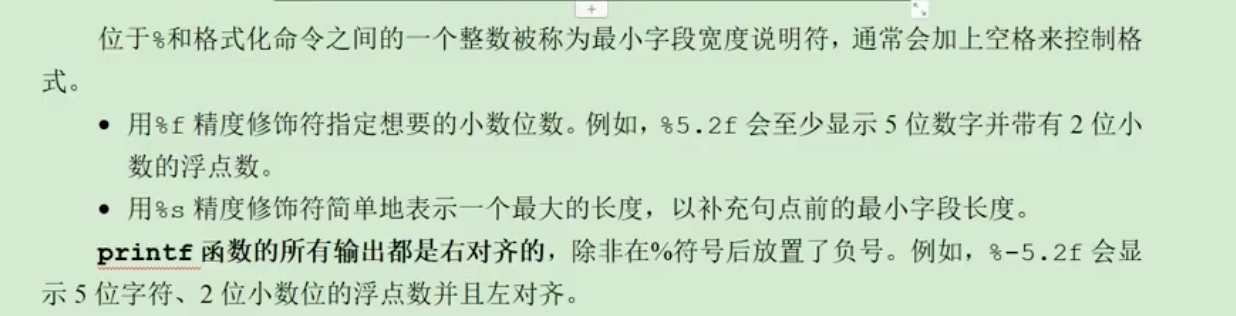 位于%和格式化命令之间的一个整数被称为最小字段宽度说明符，通常会加上空格来控制格
式。
• 用%f 精度修饰符指定想要的小数位数。例如，%5.2f 会至少显示 5 位数字并带有 2 位小
数的浮点数。
• 用%s 精度修饰符简单地表示一个最大的长度，以补充句点前的最小字段长度。
printf 函数的所有输出都是右对齐的，除非在%符号后放置了负号。例如，%-5.2f 会显
示 5 位字符、2 位小数位的浮点数并且左对齐。